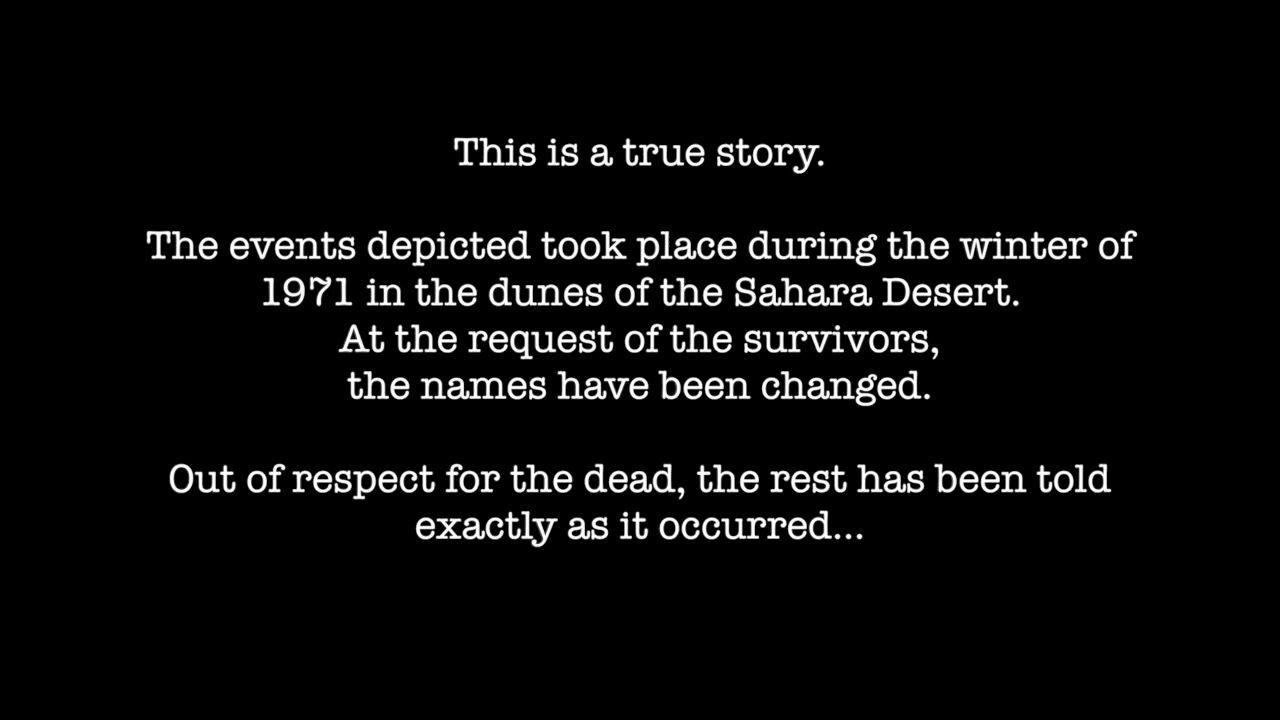 This is a true story.
The events depicted took place during the winter of
1971 in the dunes of the Sahara Desert.
At the request of the survivors,
the names have been changed.
Out of respect for the dead, the rest has been told
exactly as it occurred...